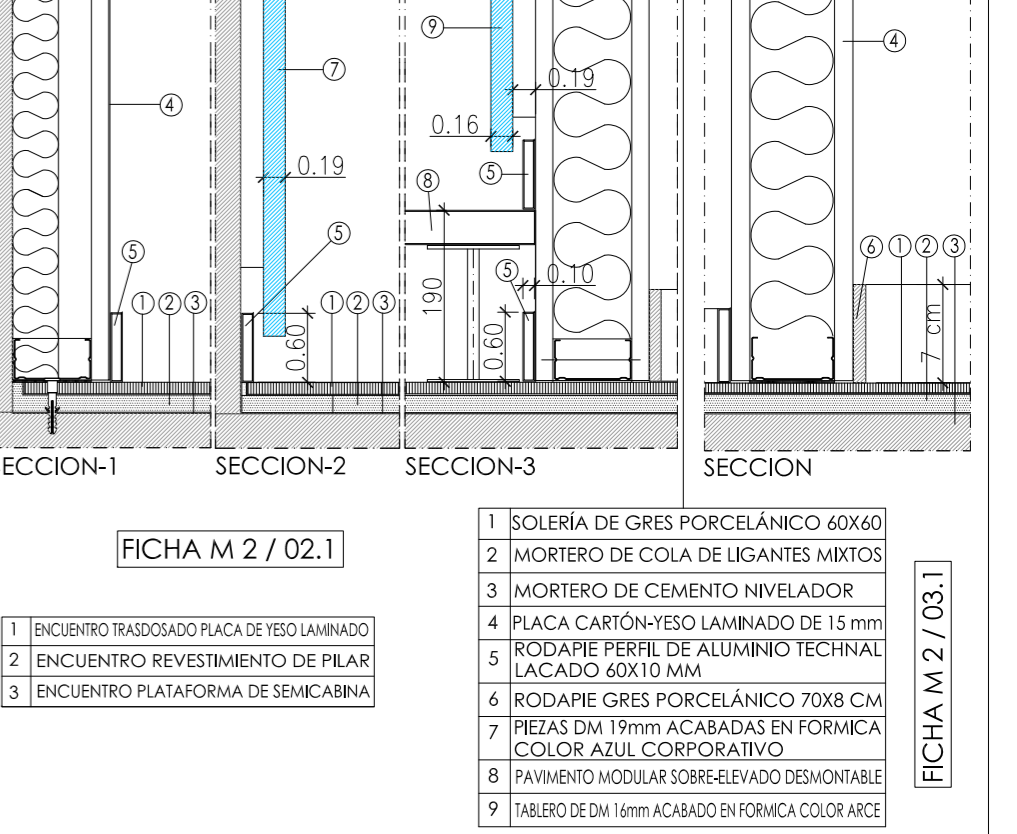 9
7
4
4
0.19
0.16
0.19
5
8
5
5
6
1
2
3
5
0.10
1
2
3
1
2
3
190
0.60
0.60
7 cm
ECCION-1
SECCION-2
SECCION-3
SECCION
FICHA M 2 / 02.1
1 ENCUENTRO TRASDOSADO PLACA DE YESO LAMINADO
2 ENCUENTRO REVESTIMIENTO DE PILAR
3 ENCUENTRO PLATAFORMA DE SEMICABINA
1 SOLERÍA DE GRES PORCELÁNICO 60X60
2 MORTERO DE COLA DE LIGANTES MIXTOS
3 MORTERO DE CEMENTO NIVELADOR
4 PLACA CARTÓN-YESO LAMINADO DE 15 mm
5 RODAPIE PERFIL DE ALUMINIO TECHNAL
LACADO 60X10 MM
6 RODAPIE GRES PORCELÁNICO 70X8 CM
7 PIEZAS DM 19mm ACABADAS EN FORMICA
COLOR AZUL CORPORATIVO
8 PAVIMENTO MODULAR SOBRE-ELEVADO DESMONTABLE
9 TABLERO DE DM 16mm ACABADO EN FORMICA COLOR ARCE
FICHA M 2 / 03.1